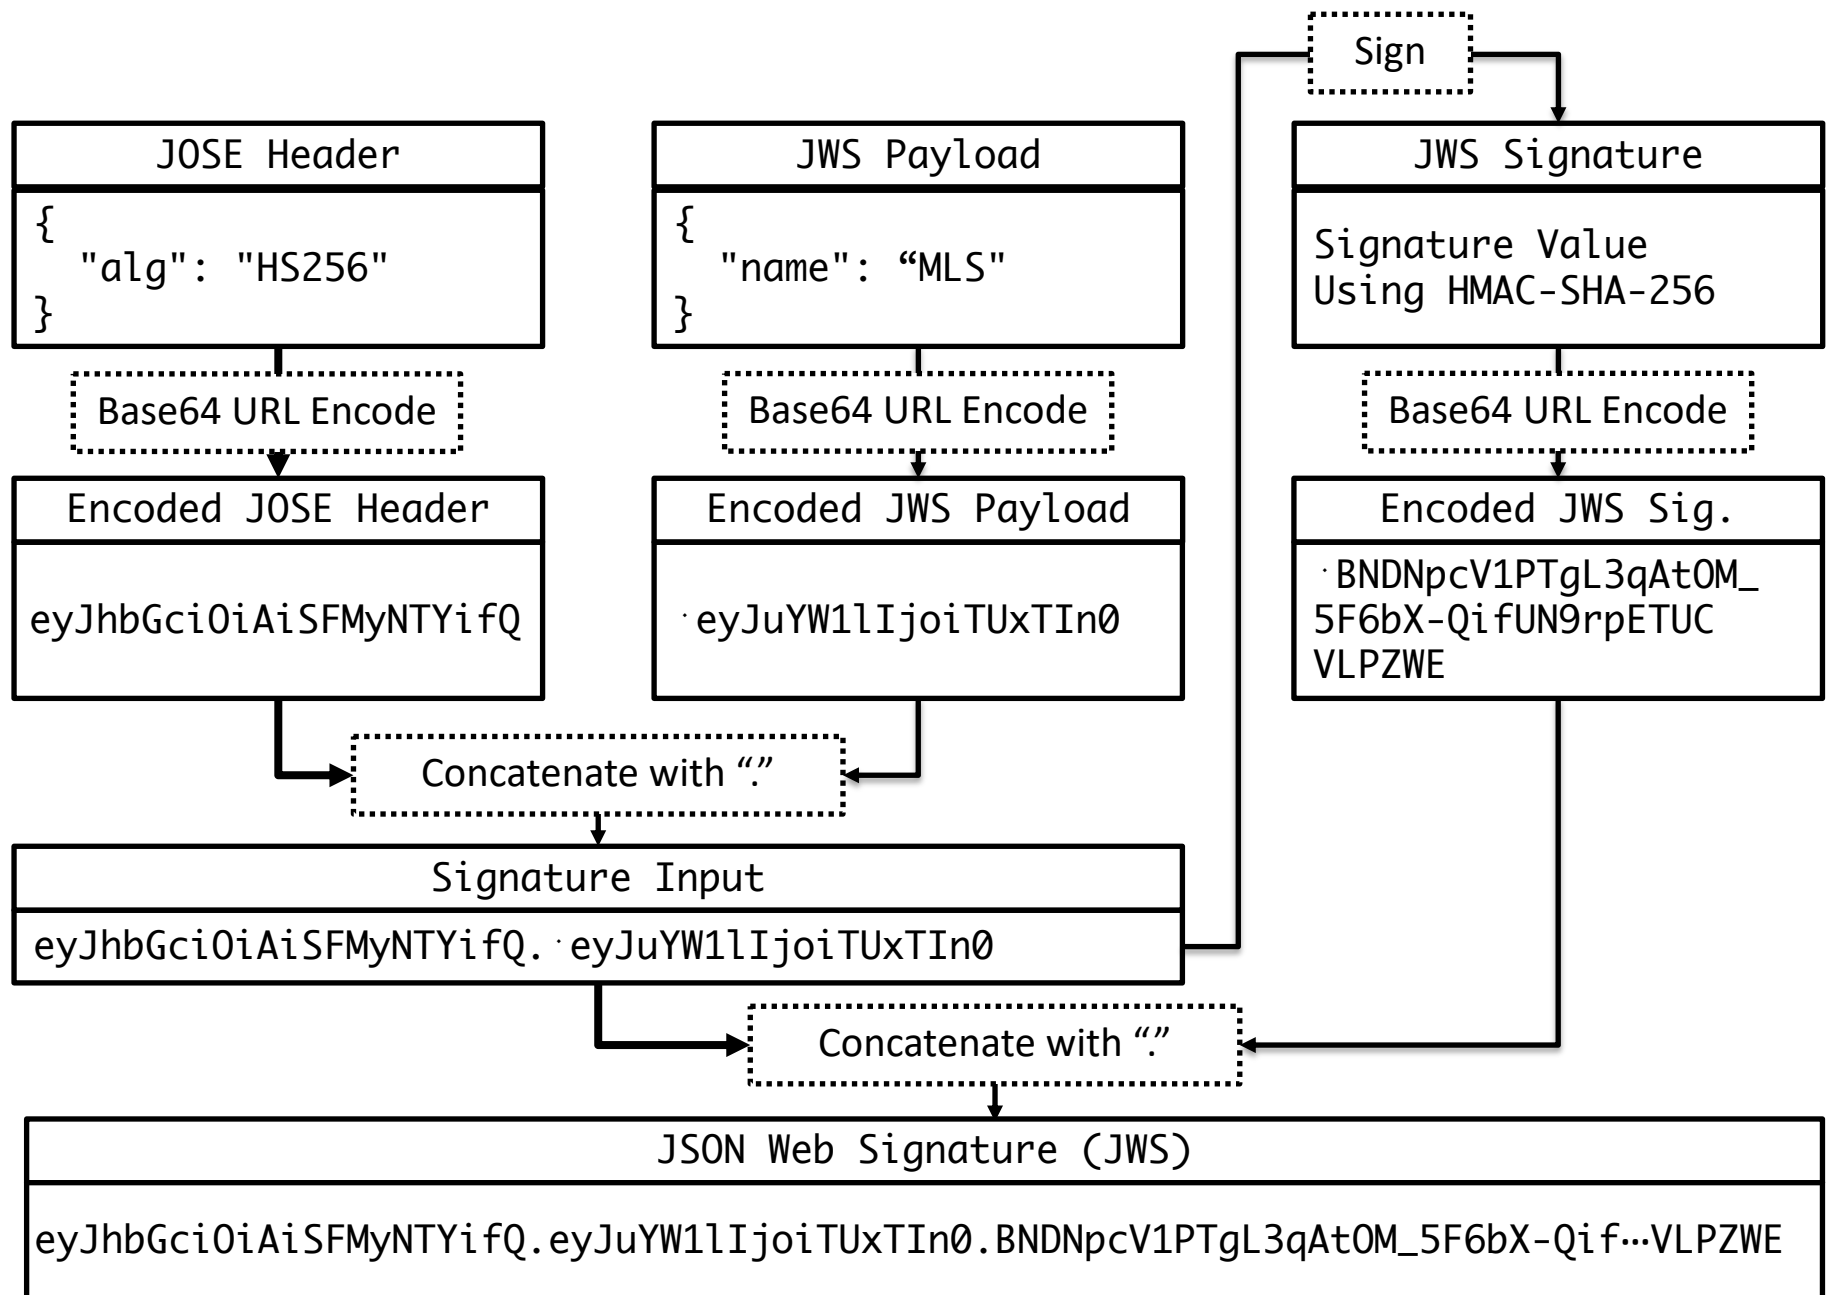 Sign
JOSE Header
{
"alg": "HS256"
}
JWS Payload
{
"name": “MLS"
}
JWS Signature
Signature Value
Using HMAC-SHA-256
Base64 URL Encode
Base64 URL Encode
Base64 URL Encode
Encoded JOSE Header
eyJhbGciOiAiSFMyNTYifQ
Encoded JWS Payload
eyJuYW1lIjoiTUxTIn0
Encoded JWS Sig.
BNDNpcV1PTgL3qAtOM_
5F6bX-QifUN9rpETUC
VLPZWE
Concatenate with “.”
Signature Input
eyJhbGciOiAiSFMyNTYifQ. eyJuYW1lIjoiTUxTIn0
Concatenate with “.”
JSON Web Signature (JWS)
eyJhbGciOiAiSFMyNTYifQ.eyJuYW1lIjoiTUxTIn0.BNDNpcV1PTgL3qAtOM_5F6bX-Qif…VLPZWE